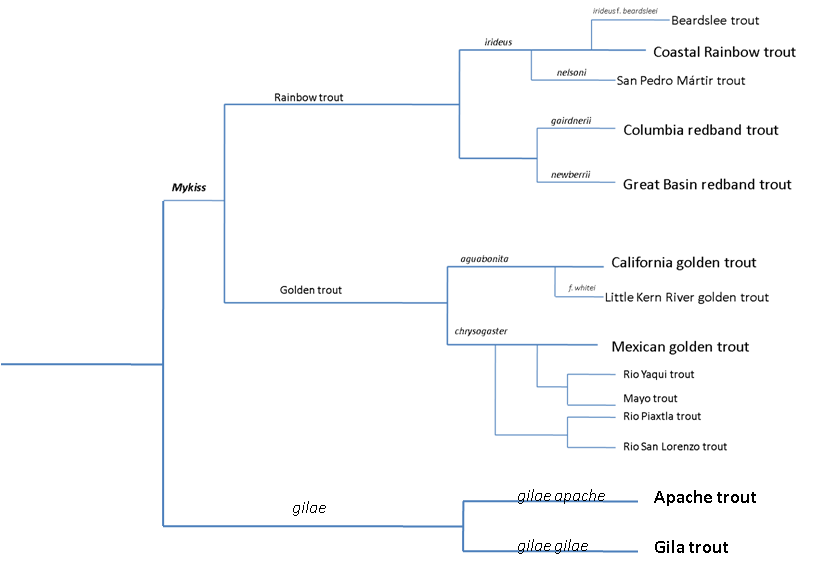 irideus f. beardsleei
Beardslee trout
irideus
Coastal Rainbow trout
nelsoni
San Pedro Mártir trout
Rainbow trout
gairdnerii
Columbia redband trout
newberrii
Great Basin redband trout
Mykiss
aguabonita
California golden trout
f. whitei
Little Kern River golden trout
Golden trout
chrysogaster
Mexican golden trout
Rio Yaqui trout
Mayo trout
Rio Piaxtla trout
Rio San Lorenzo trout
gilae
gilae apache
Apache trout
gilae gilae
Gila trout